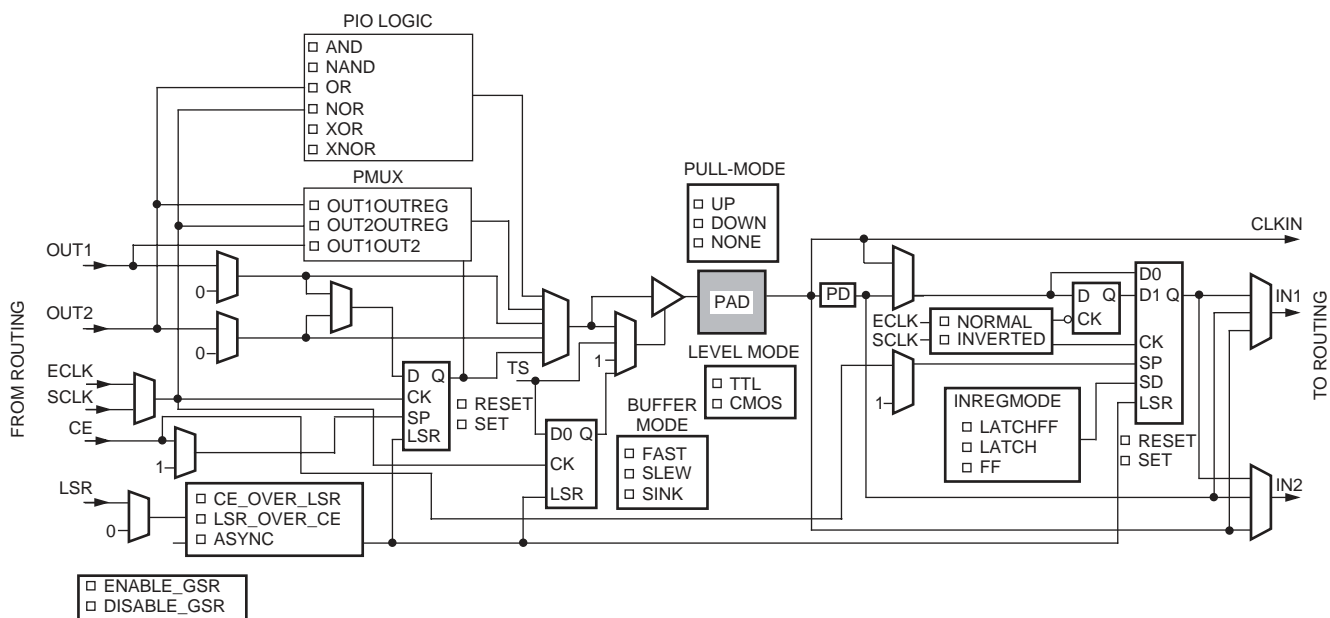 PIO LOGIC
AND
NAND
OR
NOR
XOR
XNOR
PMUX
OUT1OUTREG
OUT2OUTREG
OUT1OUT2
PULL-MODE
UP
DOWN
NONE
CLKIN
OUT1
0
OUT2
0
FROM ROUTING
ECLK
SCLK
CE
1
LSR
0
D Q
CK
SP
LSR
RESET
SET
TS
1
D0 Q
CK
LSR
PAD
LEVEL MODE
TTL
CMOS
BUFFER
MODE
FAST
SLEW
SINK
PD
ECLK
SCLK
NORMAL
INVERTED
1
D Q
CK
D0
D1 Q
CK
SP
SD
LSR
INREGMODE
LATCHFF
LATCH
FF
RESET
SET
IN1
IN2
TO ROUTING
CE_OVER_LSR
LSR_OVER_CE
ASYNC
ENABLE_GSR
DISABLE_GSR